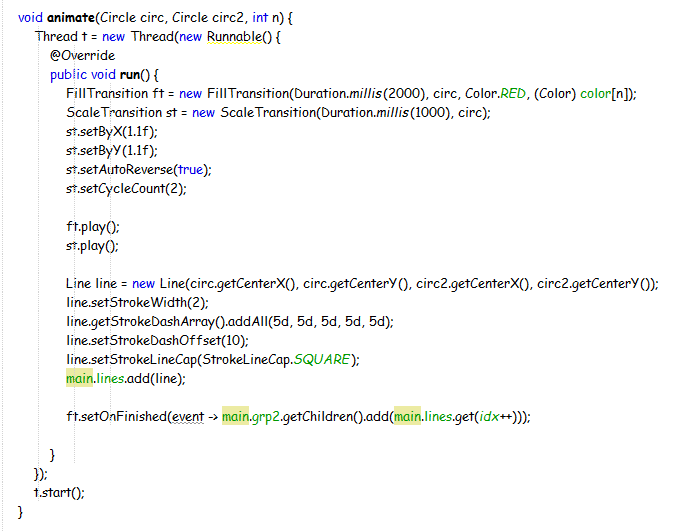 void animate(Circle circ, Circle circ2, int n) {
Thread t = new Thread(new Runnable() {
@Override
public void run() {
FillTransition ft = new FillTransition(Duration.millis(2000), circ, Color.RED, (Color) color[n]);
ScaleTransition st = new ScaleTransition(Duration.millis(1000), circ);
st.setByX(1.1f);
st.setByY(1.1f);
st.setAutoReverse(true);
st.setCycleCount(2);
ft.play();
st.play();
Line line = new Line(circ.getCenterX(), circ.getCenterY(), circ2.getCenterX(), circ2.getCenterY());
line.setStrokeWidth(2);
line.getStrokeDashArray().addAll(5d, 5d, 5d, 5d, 5d);
line.setStrokeDashOffset(10);
line.setStrokeLineCap(StrokeLineCap.SQUARE);
main.lines.add(line);
ft.setOnFinished(event -> main.grp2.getChildren().add(main.lines.get(idx++)));
}
});
t.start();
}